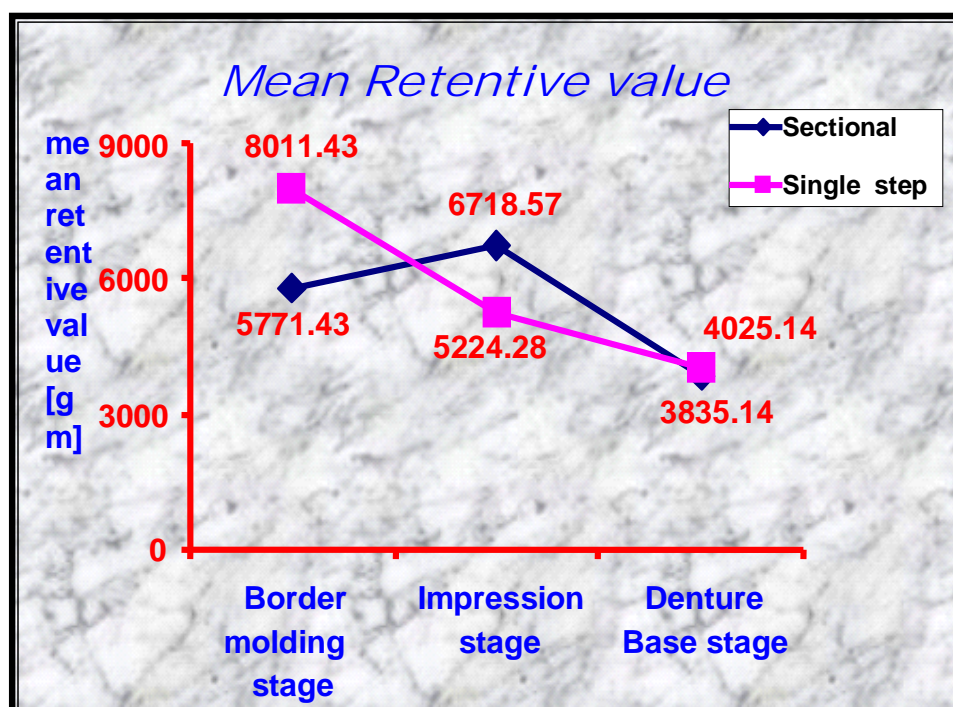 Mean Retentive value
Sectional
Single step
me
an
ret
ent
ive
val
ue
[g
m]
9000
6000
3000
0
8011.43
6718.57
5771.43
5224.28
4025.14
3835.14
Border
molding
stage
Impression
stage
Denture
Base stage